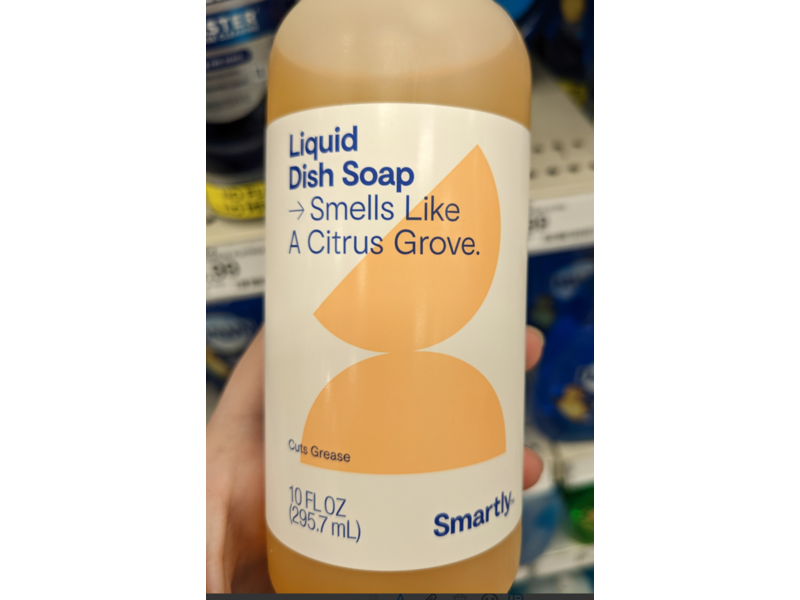 Liquid
Dish Soap
→ Smells Like
A Citrus Grove.
Cuts Grease
10 FL OZ
(295.7 mL)
Smartly